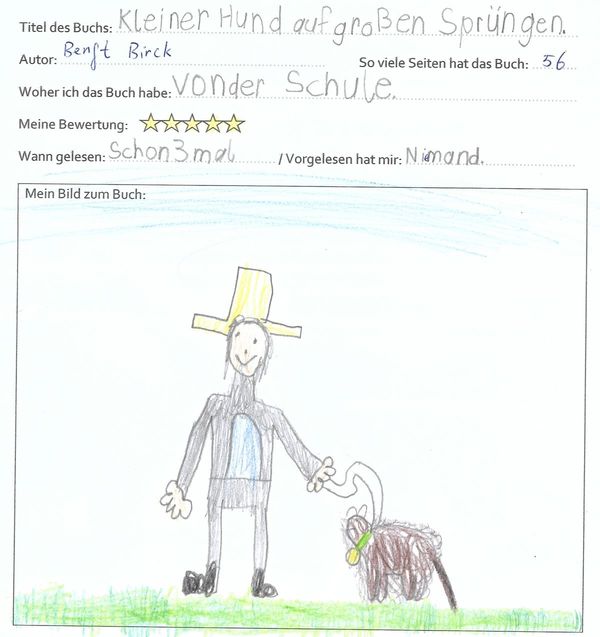 Titel des Buchs: Kleiner Hund auf großen Sprüngen.
Autor: Bengt Birck So viele Seiten hat das Buch: 56
Woher ich das Buch habe: vonder Schule.
Meine Bewertung:
Wann gelesen: Schon 3 mal / Vorgelesen hat mir: Nimand.
Mein Bild zum Buch: